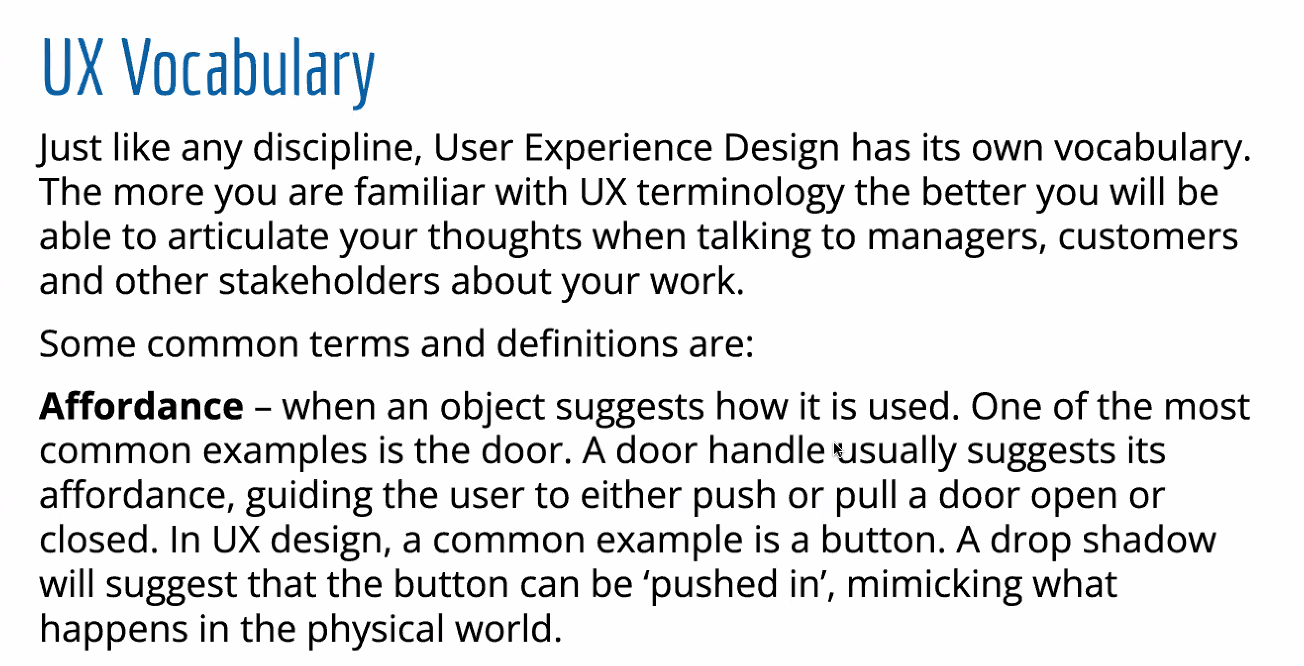 UX Vocabulary
Just like any discipline, User Experience Design has its own vocabulary.
The more you are familiar with UX terminology the better you will be
able to articulate your thoughts when talking to managers, customers
and other stakeholders about your work.
Some common terms and definitions are:
Affordance – when an object suggests how it is used. One of the most
common examples is the door. A door handle usually suggests its
affordance, guiding the user to either push or pull a door open or
closed. In UX design, a common example is a button. A drop shadow
will suggest that the button can be ‘pushed in’, mimicking what
happens in the physical world.